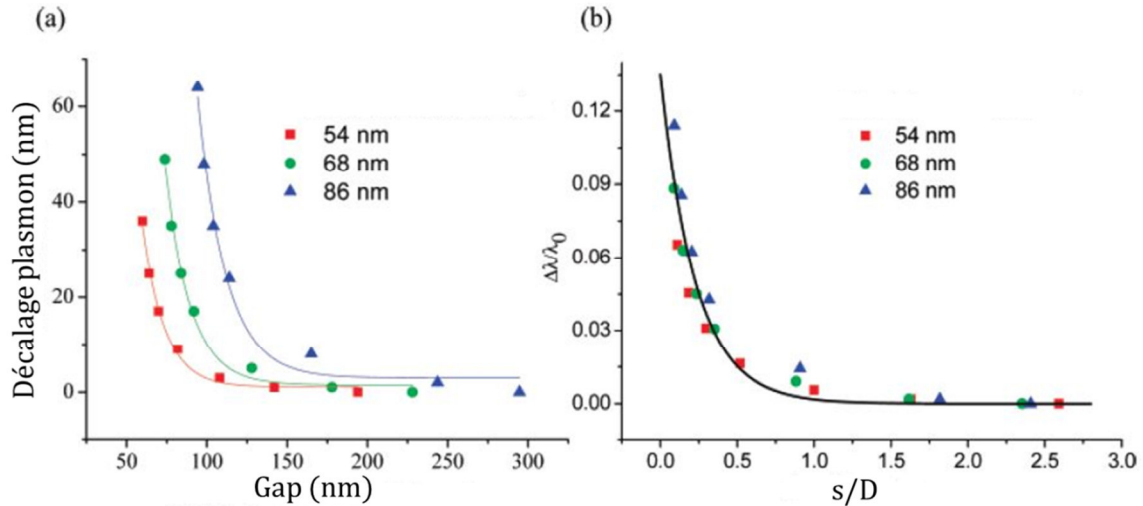 (a)
Décalage plasmon (nm)
60
40
20
0
54 nm
68 nm
86 nm
50
100
150
200
250
300
Gap (nm)
(b)
Δλ/λ0
0.12
0.09
0.06
0.03
0.00
54 nm
68 nm
86 nm
0.0
0.5
1.0
1.5
2.0
2.5
3.0
s/D